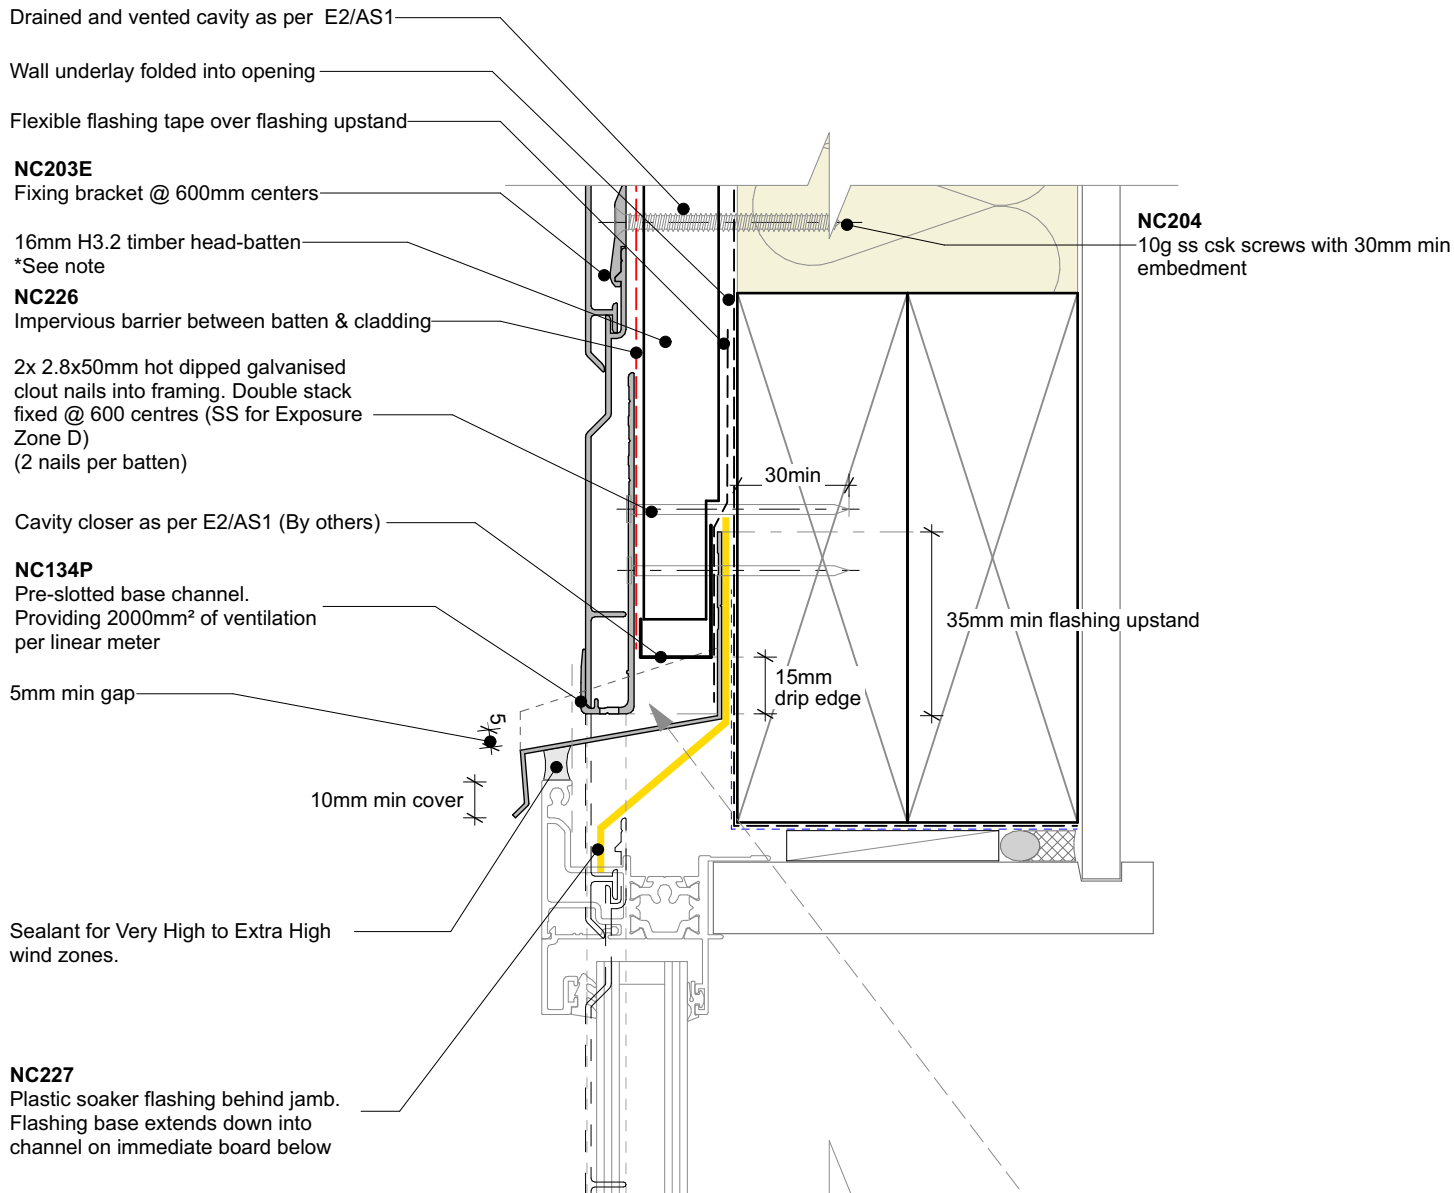 Drained and vented cavity as per E2/AS1
Wall underlay folded into opening
Flexible flashing tape over flashing upstand
NC203E
Fixing bracket @ 600mm centers
16mm H3.2 timber head-batten
*See note
NC226
Impervious barrier between batten & cladding
2x 2.8x50mm hot dipped galvanised
clout nails into framing. Double stack
fixed @ 600 centres (SS for Exposure
Zone D)
(2 nails per batten)
Cavity closer as per E2/AS1 (By others)
NC134P
Pre-slotted base channel.
Providing 2000mm² of ventilation
per linear meter
5mm min gap
5
10mm min cover
Sealant for Very High to Extra High
wind zones.
NC227
Plastic soaker flashing behind jamb.
Flashing base extends down into
channel on immediate board below
NC204
10g ss csk screws with 30mm min
embedment
30min
35mm min flashing upstand
15mm
drip edge